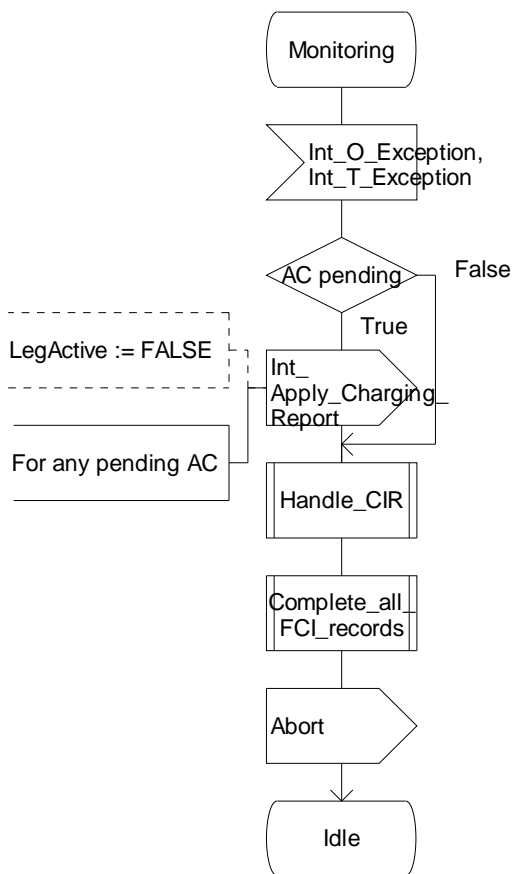 Monitoring
Int_O_Exception,
Int_T_Exception
AC pending
False
True
LegActive := FALSE
Int_
Apply_Charging_
Report
For any pending AC
Handle_CIR
Complete_all_
FCI_records
Abort
Idle